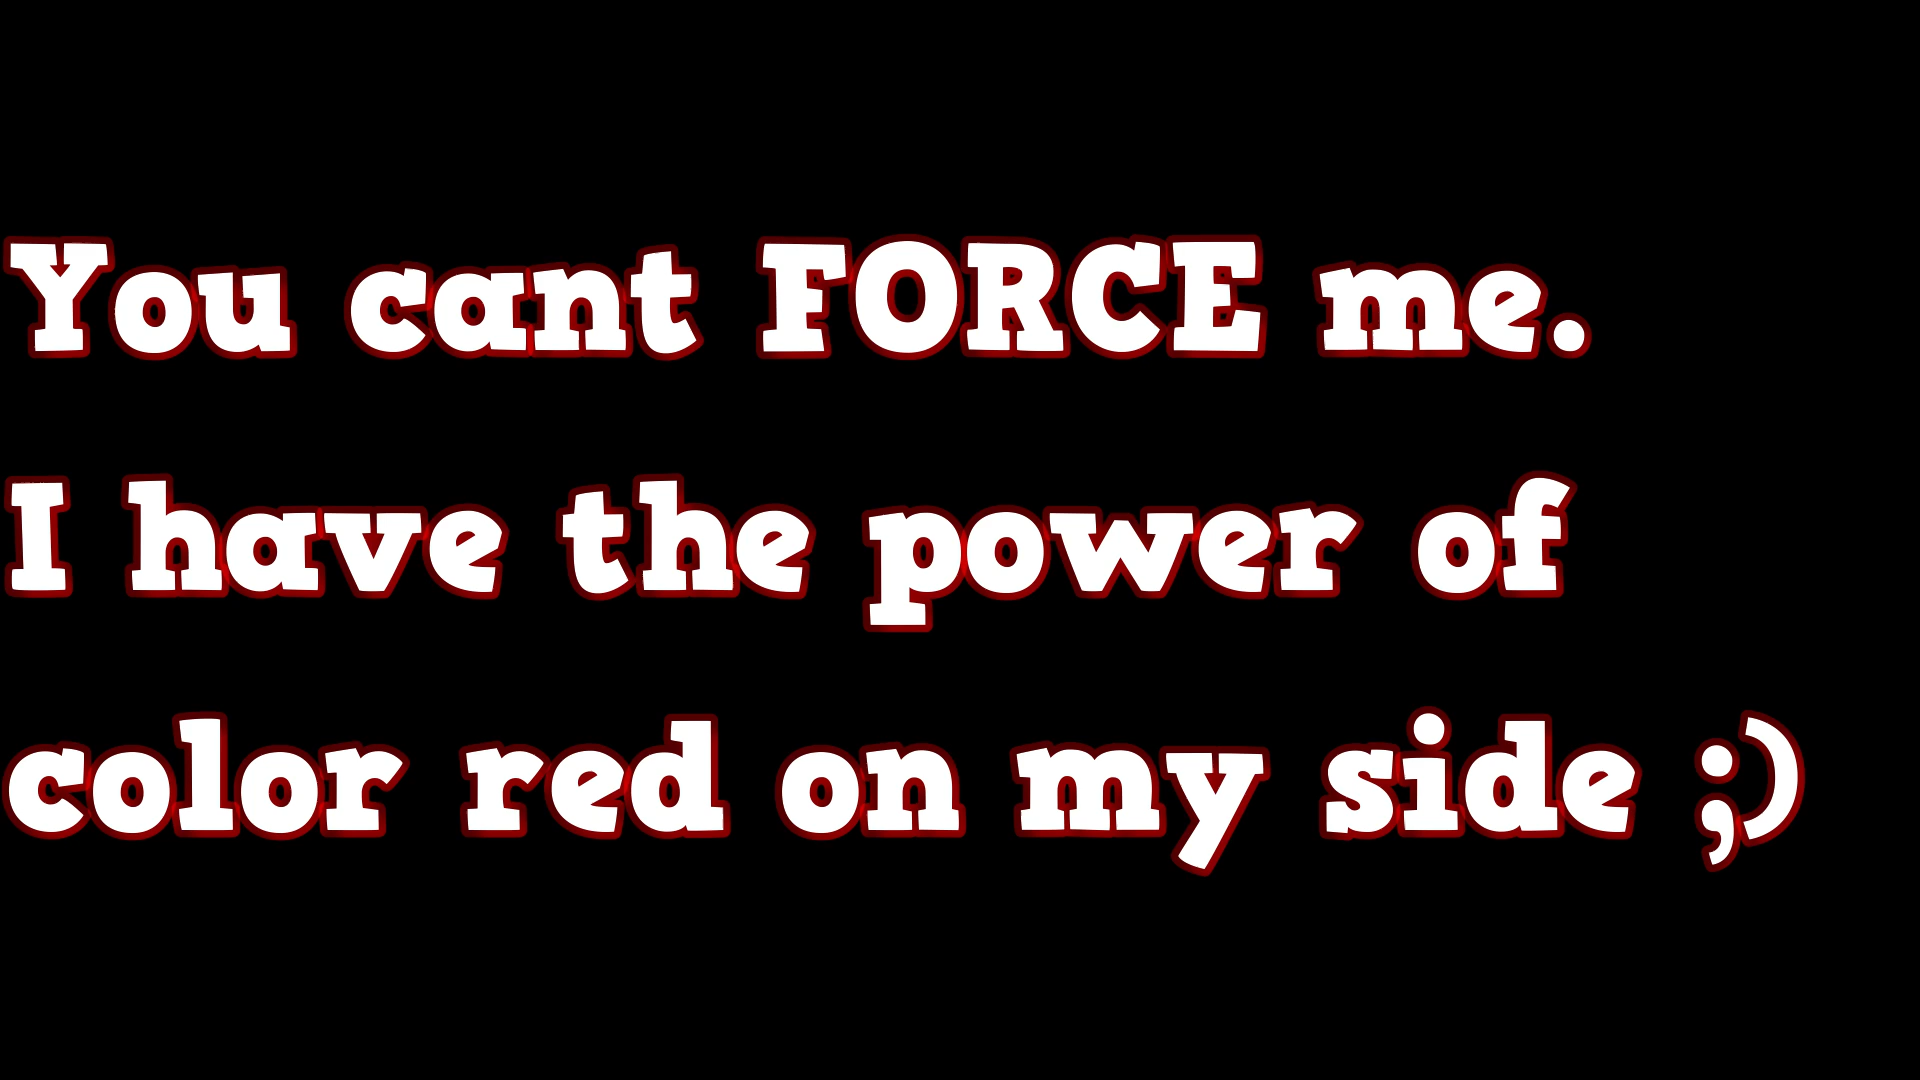 You cant FORCE me.
I have the power of
color red on my side ;)